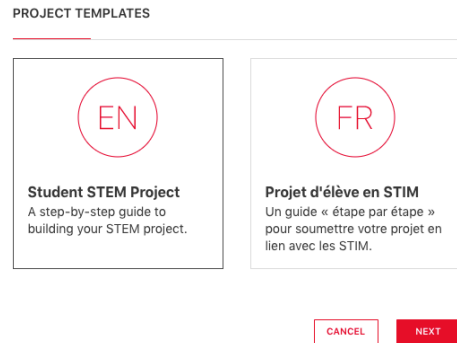 PROJECT TEMPLATES
EN
FR
Student STEM Project
A step-by-step guide to
building your STEM project.
Projet d'élève en STIM
Un guide « étape par étape »
pour soumettre votre projet en
lien avec les STIM.
CANCEL
NEXT